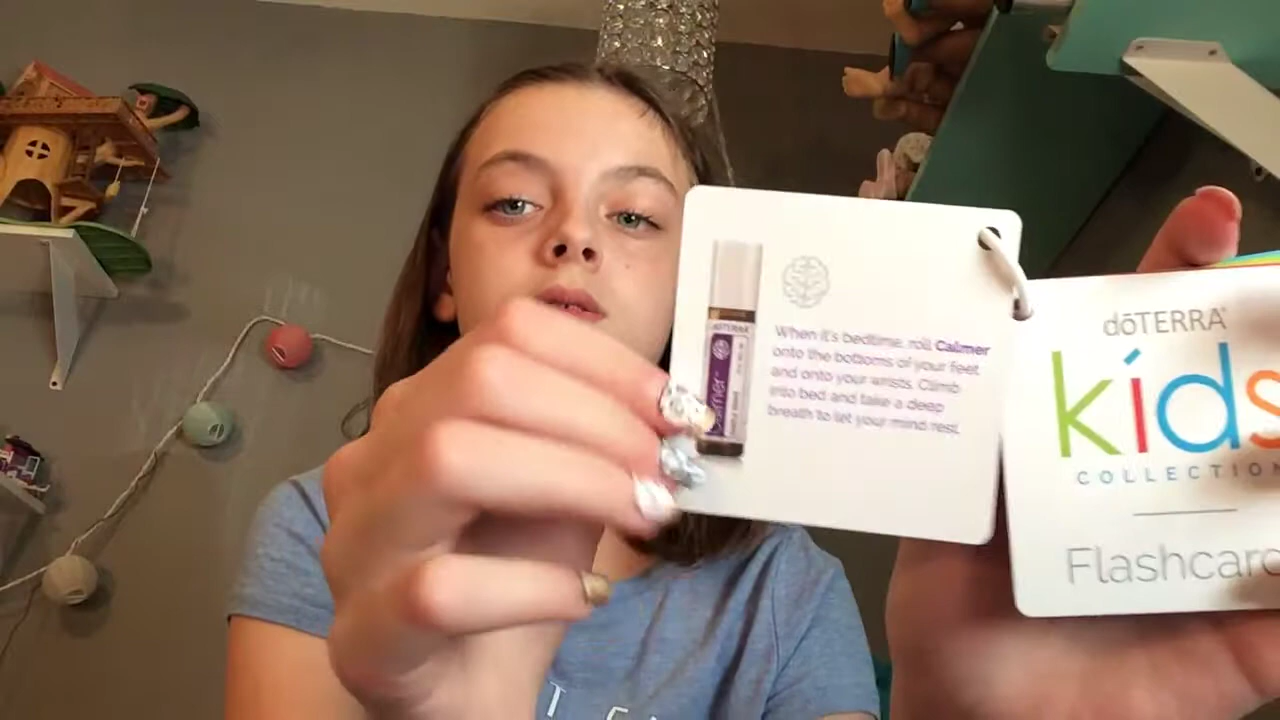 When it's bedtime, roll Calmer
onto the bottoms of your feet
and onto your wrists. Climb
into bed and take a deep
breath to let your mind rest.
dōTERRA
kids
COLLECTION
Flashcard